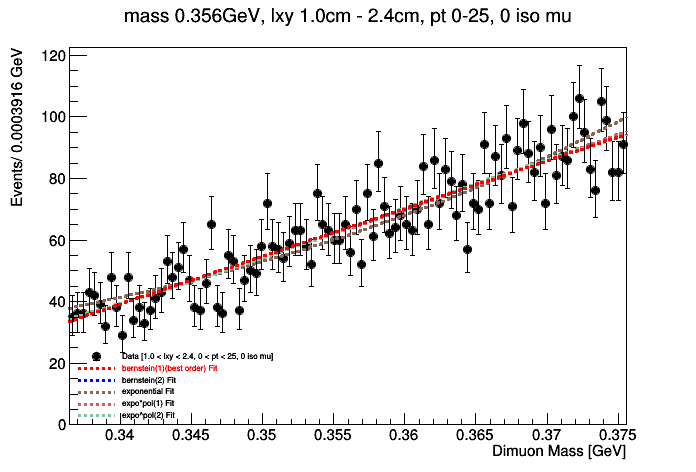 mass 0.356GeV, lxy 1.0cm - 2.4cm, pt 0-25, 0 iso mu
Events/ 0.0003916 GeV
120
100
80
60
40
20
0
Data [1.0 < lxy < 2.4, 0 < pt < 25, 0 iso mu]
bernstein(1)(best order) Fit
bernstein(2) Fit
exponential Fit
expo*pol(1) Fit
expo*pol(2) Fit
0.34 0.345 0.35 0.355 0.36 0.365 0.37 0.375
Dimuon Mass [GeV]